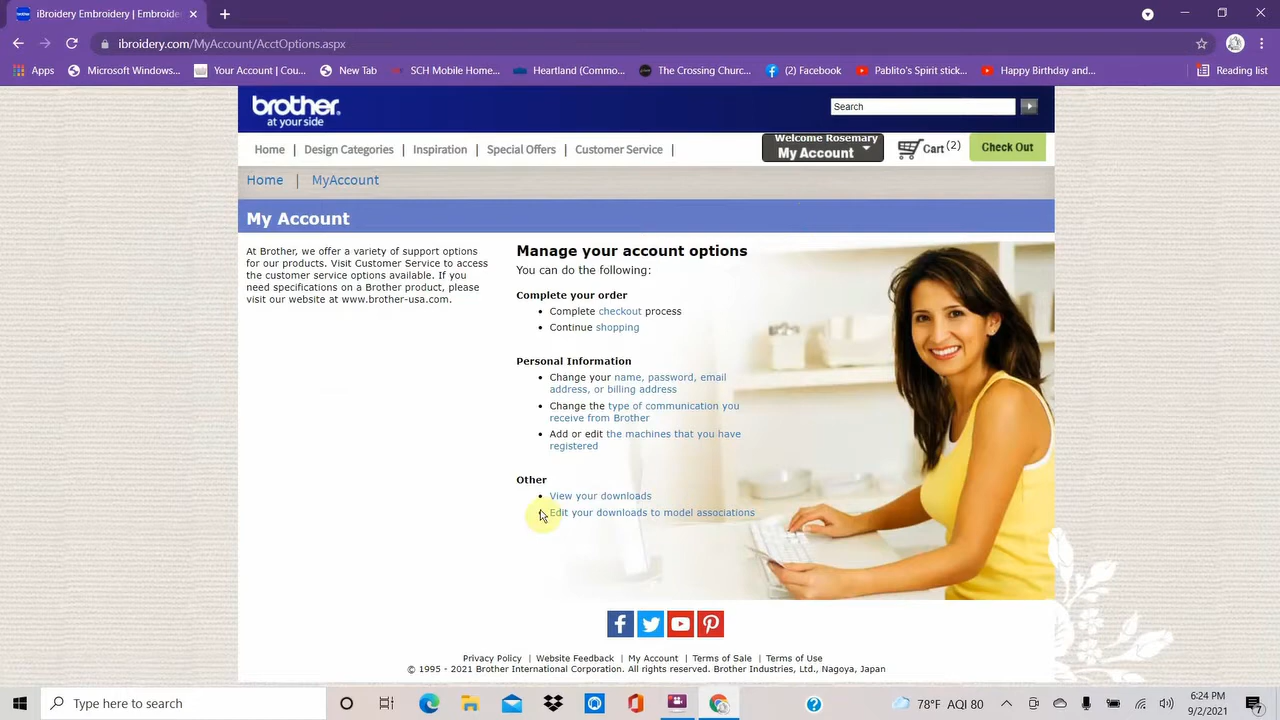 iBroidery | Embroidery | Embroid
ibroidery.com/MyAccount/AcctOptions.aspx
Apps
Microsoft Windows...
Your Account | Cou...
New Tab
SCH Mobile Home...
Heartland (Commo...
The Crossing Churc...
(2) Facebook
Pablino's Spirit stick...
Happy Birthday and...
Reading list
brother
at your side
Search
Home | Design Categories | Inspiration | Special Offers | Customer Service |
Welcome Rosemary
My Account
Cart (2)
Check Out
Home | MyAccount
My Account
At Brother, we offer a variety of support options
for our products. Visit Customer Service to access
the customer service options available. If you
need specifications on a Brother product, please
visit our website at www.brother-usa.com.
Manage your account options
You can do the following:
Complete your order
• Complete checkout process
• Continue shopping
Personal Information
• Change your name, password, email
address, or billing address
• Change the type of communication you
receive from Brother
• Add or edit the machines that you have
registered
Other
• View your downloads
Edit your downloads to model associations
Privacy Policy | Website Feedback | My Account | Terms of Sale | Terms of Use
© 1995 - 2021 Brother International Corporation. All rights reserved. Brother Industries, Ltd., Nagoya, Japan
Type here to search
78°F AQI 80
6:24 PM
9/2/2021
7